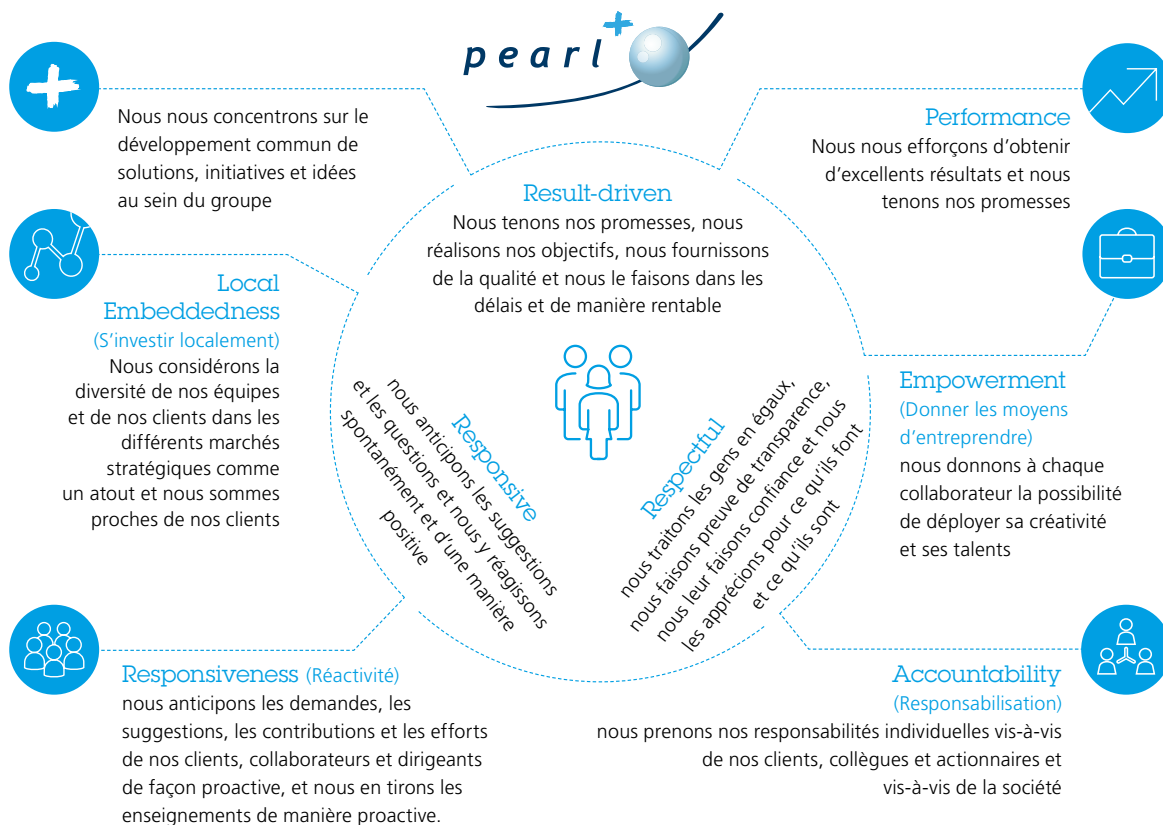 pearl+
Nous nous concentrons sur le
développement commun de
solutions, initiatives et idées
au sein du groupe
Performance
Nous nous efforçons d'obtenir
d'excellents résultats et nous
tenons nos promesses
Result-driven
Nous tenons nos promesses, nous
réalisons nos objectifs, nous fournissons
de la qualité et nous le faisons dans les
délais et de manière rentable
Local
Embeddedness
(S'investir localement)
Nous considérons la
diversité de nos équipes
et de nos clients dans les
différents marchés
stratégiques comme
un atout et nous sommes
proches de nos clients
Responsive
nous anticipons les suggestions
et les questions et nous y réagissons
spontanément et d'une manière
positive
Respectful
nous traitons les gens en égaux,
nous faisons preuve de transparence,
nous leur faisons confiance et nous
les apprécions pour ce qu'ils font
et ce qu'ils sont
Empowerment
(Donner les moyens
d'entreprendre)
nous donnons à chaque
collaborateur la possibilité
de déployer sa créativité
et ses talents
Responsiveness (Réactivité)
nous anticipons les demandes, les
suggestions, les contributions et les efforts
de nos clients, collaborateurs et dirigeants
de façon proactive, et nous en tirons les
enseignements de manière proactive.
Accountability
(Responsabilisation)
nous prenons nos responsabilités individuelles vis-à-vis
de nos clients, collègues et actionnaires et
vis-à-vis de la société